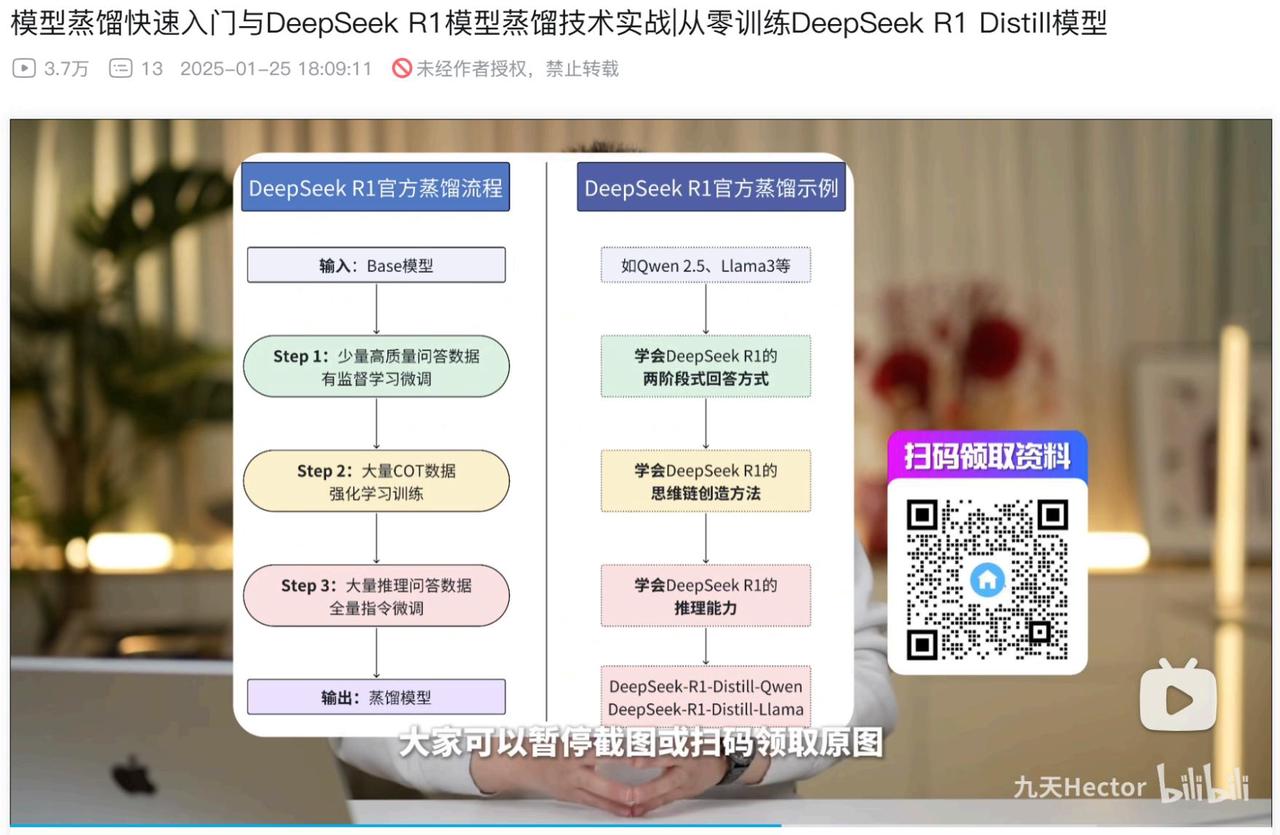 模型蒸馏快速入门与DeepSeek R1模型蒸馏技术实战|从零训练DeepSeek R1 Distill模型
3.7万 13 2025-01-25 18:09:11 未经作者授权，禁止转载
DeepSeek R1官方蒸馏流程
输入：Base模型
Step 1：少量高质量问答数据
有监督学习微调
Step 2：大量COT数据
强化学习训练
Step 3：大量推理问答数据
全量指令微调
输出：蒸馏模型
DeepSeek R1官方蒸馏示例
如Qwen 2.5、Llama3等
学会DeepSeek R1的
两阶段式回答方式
学会DeepSeek R1的
思维链创造方法
学会DeepSeek R1的
推理能力
DeepSeek-R1-Distill-Qwen
DeepSeek-R1-Distill-Llama
扫码领取资料
大家可以暂停截图或扫码领取原图
九天Hector bilibili